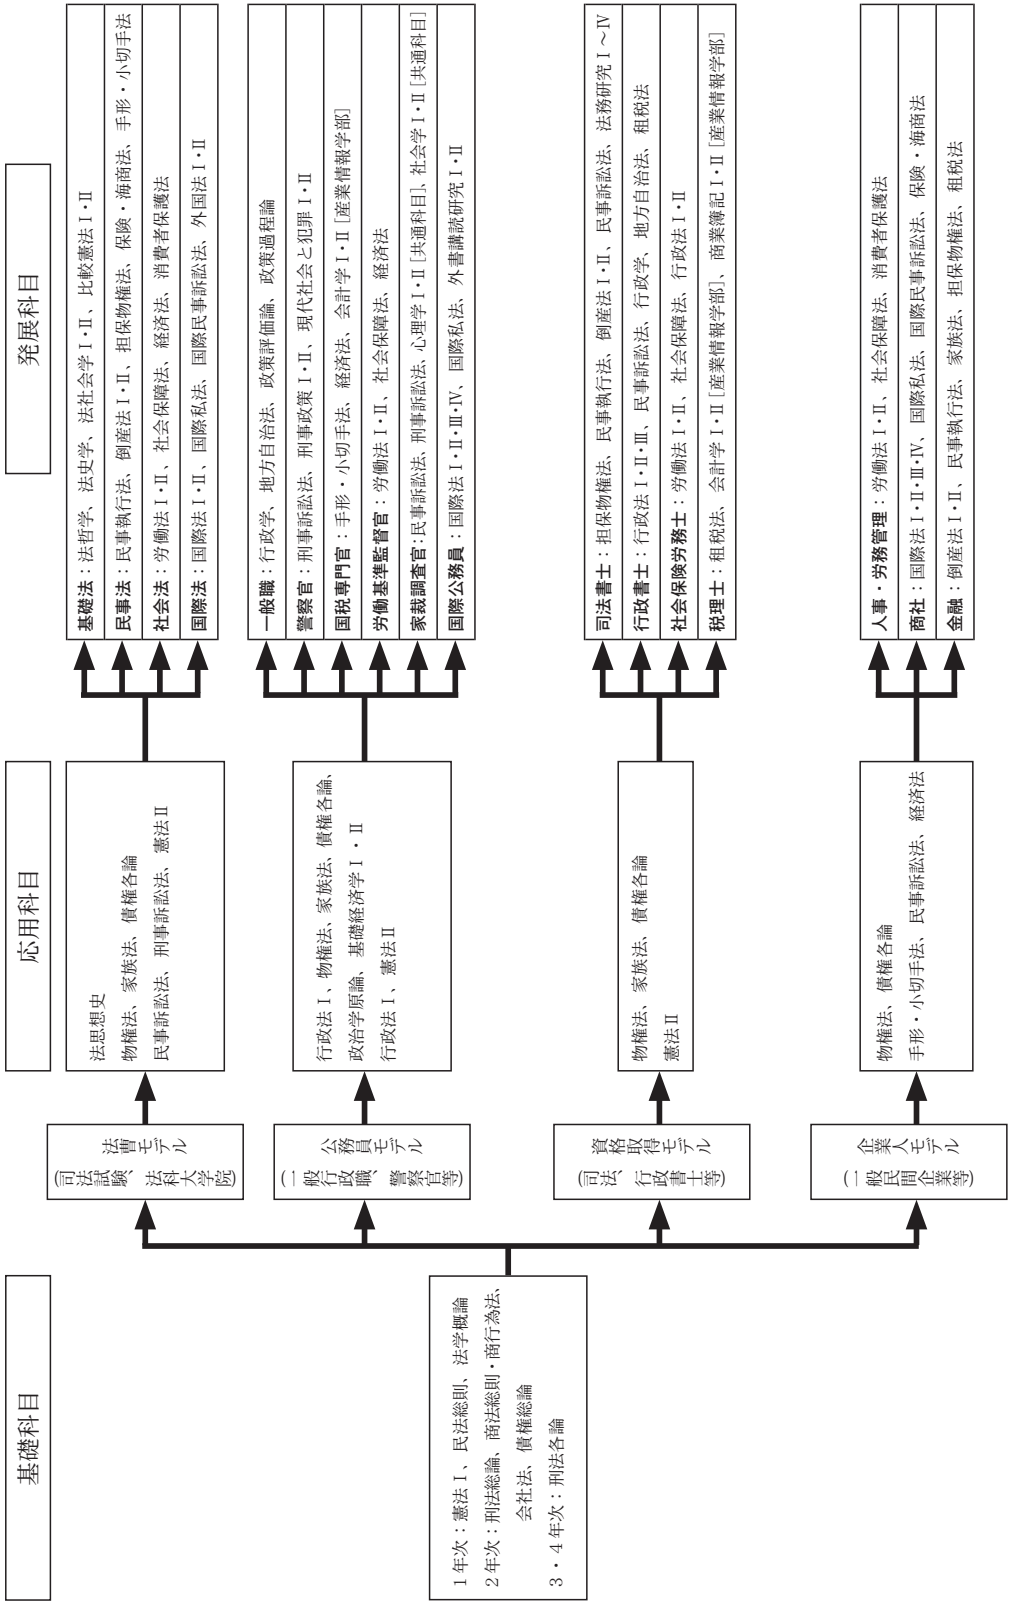 基礎科目
1年次：憲法Ⅰ、民法総則、法学概論
2年次：刑法総論、商法総則・商行為法、
会社法、債権総論
3・4年次：刑法各論
法曹モデル
(司法試験、法科大学院)
公務員モデル
(一般行政職、警察官等)
資格取得モデル
(司法、行政書士等)
企業人モデル
(一般民間企業等)
応用科目
法思想史
物権法、家族法、債権各論
民事訴訟法、刑事訴訟法、憲法Ⅱ
行政法Ⅰ、物権法、家族法、債権各論、
政治学原論、基礎経済学Ⅰ・Ⅱ
行政法Ⅰ、憲法Ⅱ
物権法、家族法、債権各論
憲法Ⅱ
物権法、債権各論
手形・小切手法、民事訴訟法、経済法
発展科目
基礎法：法哲学、法史学、法社会学Ⅰ・Ⅱ、比較憲法Ⅰ・Ⅱ
民事法：民事執行法、倒産法Ⅰ・Ⅱ、担保物権法、保険・海商法、手形・小切手法
社会法：労働法Ⅰ・Ⅱ、社会保障法、経済法、消費者保護法
国際法：国際法Ⅰ・Ⅱ、国際私法、国際民事訴訟法、外国法Ⅰ・Ⅱ
一般職：行政学、地方自治法、政策評価論、政策過程論
警察官：刑事訴訟法、刑事政策Ⅰ・Ⅱ、現代社会と犯罪Ⅰ・Ⅱ
国税専門官：手形・小切手法、経済法、会計学Ⅰ・Ⅱ[産業情報学部]
労働基準監督官：労働法Ⅰ・Ⅱ、社会保障法、経済法
家裁調査官：民事訴訟法、刑事訴訟法、心理学Ⅰ・Ⅱ[共通科目]、社会学Ⅰ・Ⅱ[共通科目]
国際公務員：国際法Ⅰ・Ⅱ・Ⅲ・Ⅳ、国際私法、外書講読研究Ⅰ・Ⅱ
司法書士：担保物権法、民事執行法、倒産法Ⅰ・Ⅱ、民事訴訟法、法務研究Ⅰ～Ⅳ
行政書士：行政法Ⅰ・Ⅱ・Ⅲ、民事訴訟法、行政学、地方自治法、租税法
社会保険労務士：労働法Ⅰ・Ⅱ、社会保障法、行政法Ⅰ・Ⅱ
税理士：租税法、会計学Ⅰ・Ⅱ[産業情報学部]、商業簿記Ⅰ・Ⅱ[産業情報学部]
人事・労務管理：労働法Ⅰ・Ⅱ、社会保障法、消費者保護法
商社：国際法Ⅰ・Ⅱ・Ⅲ・Ⅳ、国際私法、国際民事訴訟法、保険・海商法
金融：倒産法Ⅰ・Ⅱ、民事執行法、家族法、担保物権法、租税法